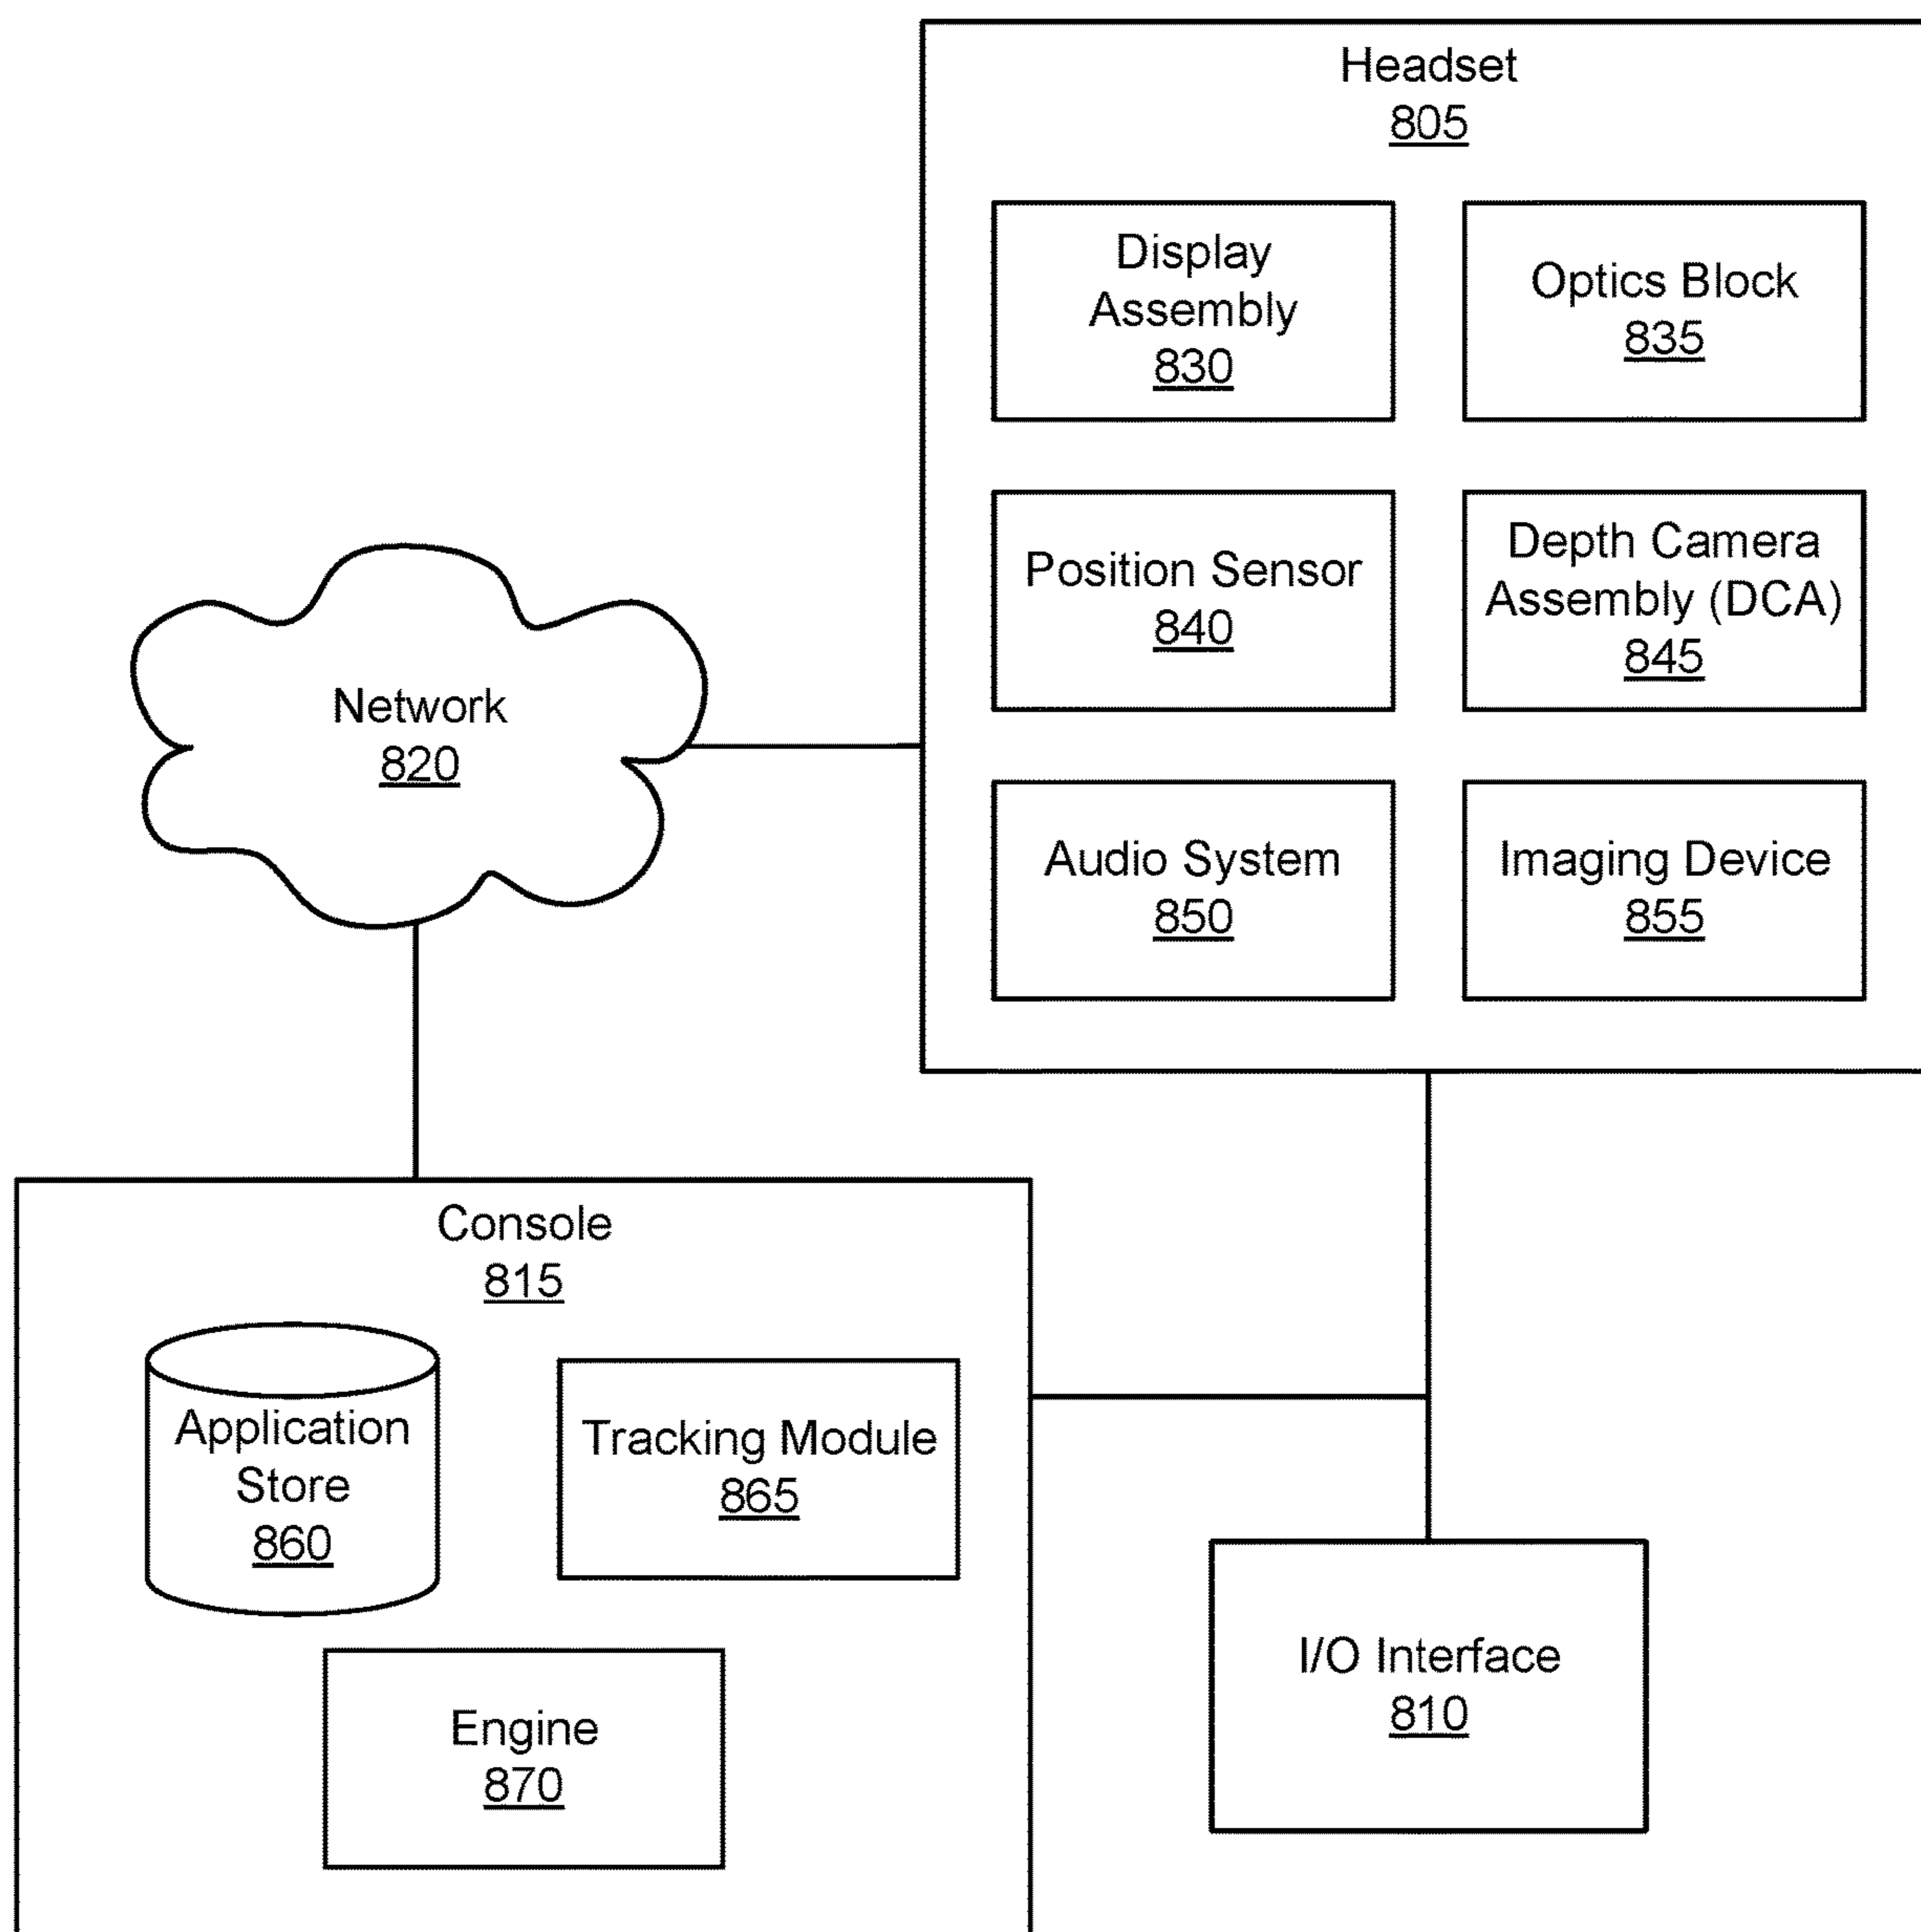 Headset
805
Display
Assembly
830
Optics Block
835
Position Sensor
840
Depth Camera
Assembly (DCA)
845
Audio System
850
Imaging Device
855
Network
820
Console
815
Application
Store
860
Tracking Module
865
Engine
870
I/O Interface
810